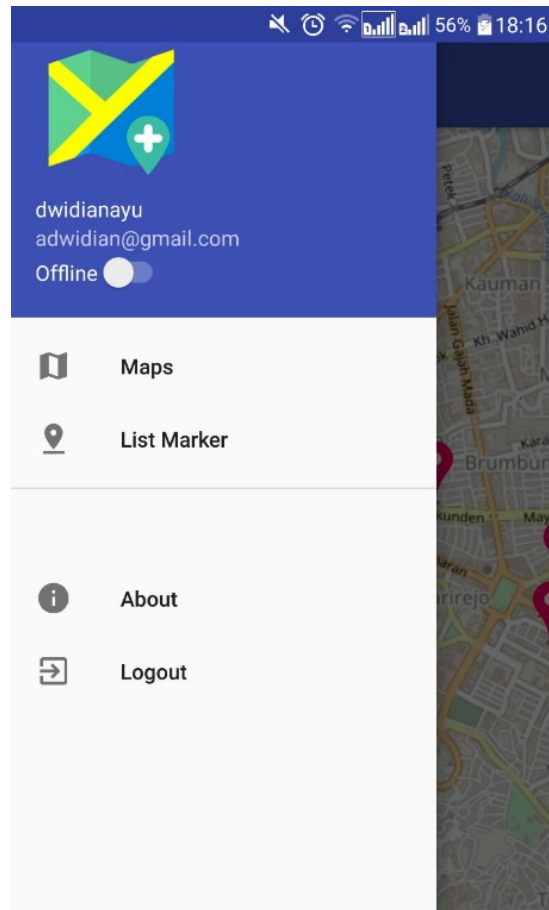 56% 18:16
dwidianayu
adwidian@gmail.com
Offline
Maps
List Marker
About
Logout
Petek
Kauman
Jalan Gajah Mada
Kh. Wahid H
Brumbun
kunden
May
arirejo